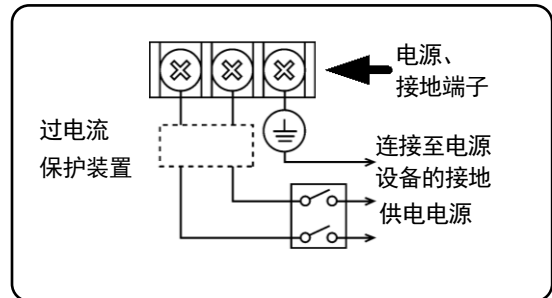 电源、
接地端子
过电流
保护装置
连接至电源
设备的接地
供电电源